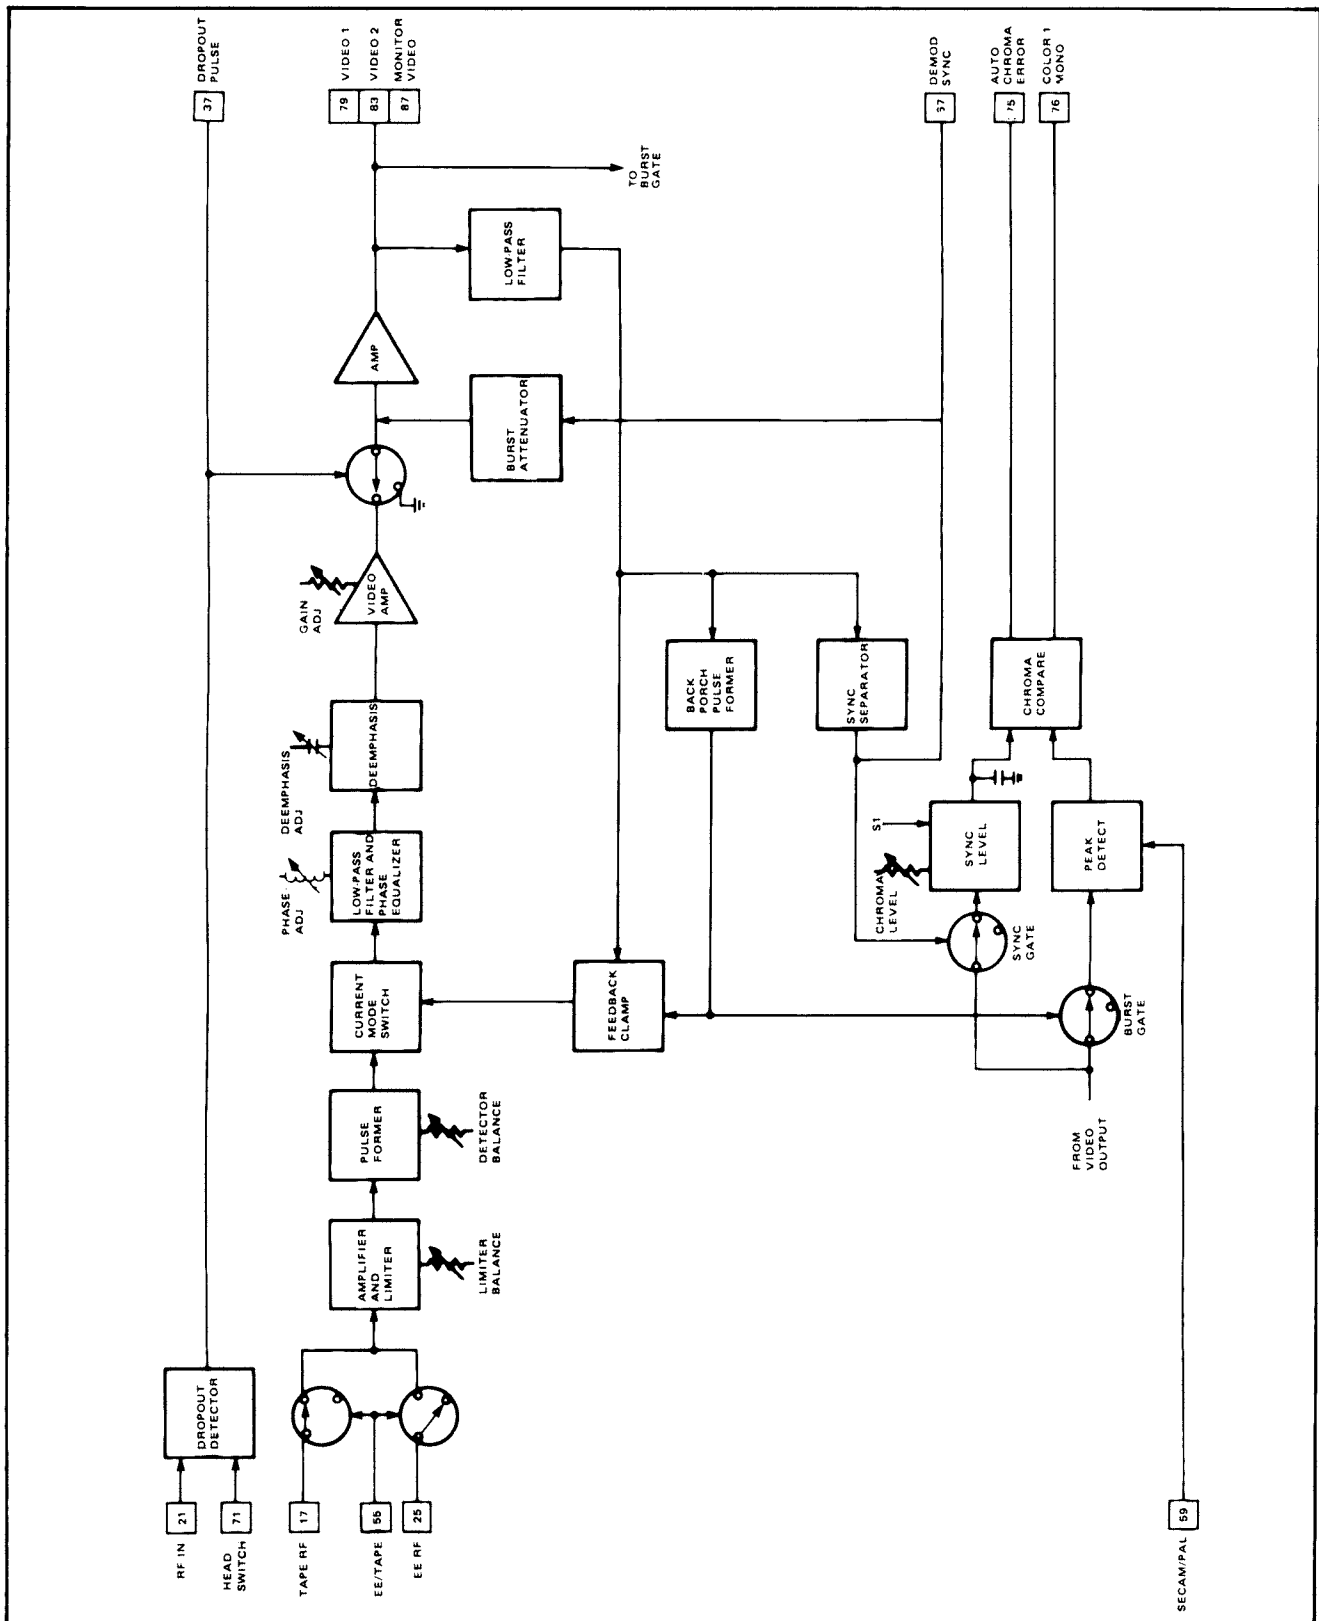 RF IN
21
HEAD
SWITCH
71
TAPE RF
17
EE/TAPE
55
EE RF
25
DROPOUT
DETECTOR
AMPLIFIER
AND
LIMITER
LIMITER
BALANCE
PULSE
FORMER
DETECTOR
BALANCE
CURRENT
MODE
SWITCH
PHASE
ADJ
LOW-PASS
FILTER AND
PHASE
EQUALIZER
DEEMPHASIS
ADJ
DEEMPHASIS
GAIN
ADJ
VIDEO
AMP
AMP
37
DROPOUT
PULSE
79
VIDEO 1
83
VIDEO 2
87
MONITOR
VIDEO
TO
BURST
GATE
LOW-PASS
FILTER
BURST
ATTENUATOR
FEEDBACK
CLAMP
BACK
PORCH
PULSE
FORMER
SYNC
SEPARATOR
DEMOD
SYNC
AUTO
CHROMA
ERROR
76
COLOR 1
MONO
CHROMA
LEVEL
S1
SYNC
LEVEL
SYNC
GATE
CHROMA
COMPARE
PEAK
DETECT
BURST
GATE
FROM
VIDEO
OUTPUT
SECAM/PAL
59